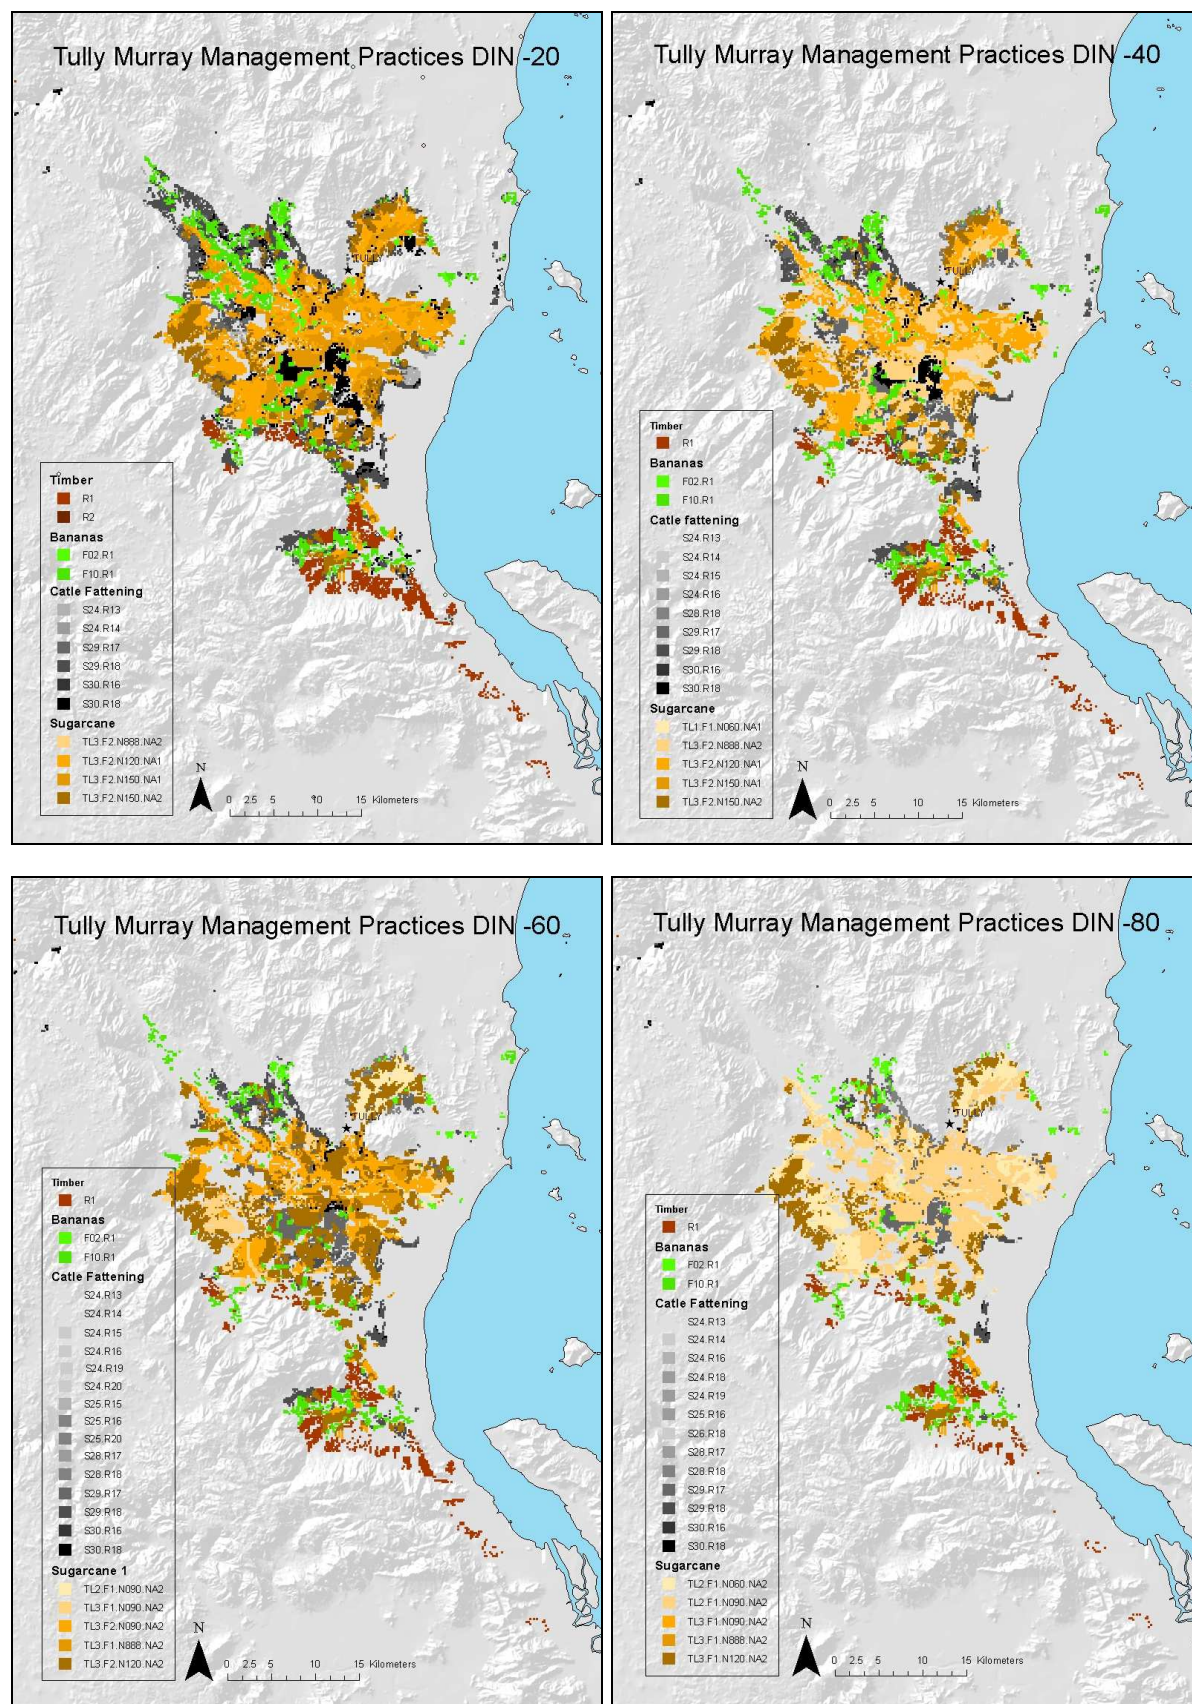 Tully Murray Management Practices DIN -20
TULLY
Timber
R1
R2
Bananas
F02.R1
F10.R1
Catle Fattening
S24.R13
S24.R14
S29.R17
S29.R18
S30.R16
S30.R18
Sugarcane
TL3.F2.N888.NA2
TL3.F2.N120.NA1
TL3.F2.N150.NA1
TL3.F2.N150.NA2
N
0 2.5 5 10 15 Kilometers
Tully Murray Management Practices DIN -40
TULLY
Timber
R1
Bananas
F02.R1
F10.R1
Catle fattening
S24.R13
S24.R14
S24.R15
S24.R16
S28.R18
S29.R17
S29.R18
S30.R16
S30.R18
Sugarcane
TL1.F1.N060.NA1
TL3.F2.N888.NA2
TL3.F2.N120.NA1
TL3.F2.N150.NA1
TL3.F2.N150.NA2
N
0 2.5 5 10 15 Kilometers
Tully Murray Management Practices DIN -60
TULLY
Timber
R1
Bananas
F02.R1
F10.R1
Catle Fattening
S24.R13
S24.R14
S24.R15
S24.R16
S24.R19
S24.R20
S25.R15
S25.R16
S25.R20
S28.R17
S28.R18
S29.R17
S29.R18
S30.R16
S30.R18
Sugarcane 1
TL2.F1.N090.NA2
TL3.F1.N090.NA2
TL3.F2.N090.NA2
TL3.F1.N888.NA2
TL3.F2.N120.NA2
N
0 2.5 5 10 15 Kilometers
Tully Murray Management Practices DIN -80
TULLY
Timber
R1
Bananas
F02.R1
F10.R1
Catle Fattening
S24.R13
S24.R14
S24.R16
S24.R18
S24.R19
S25.R16
S26.R18
S28.R17
S28.R18
S29.R17
S29.R18
S30.R16
S30.R18
Sugarcane
TL2.F1.N060.NA2
TL2.F1.N090.NA2
TL3.F1.N090.NA2
TL3.F1.N888.NA2
TL3.F1.N120.NA2
N
0 2.5 5 10 15 Kilometers